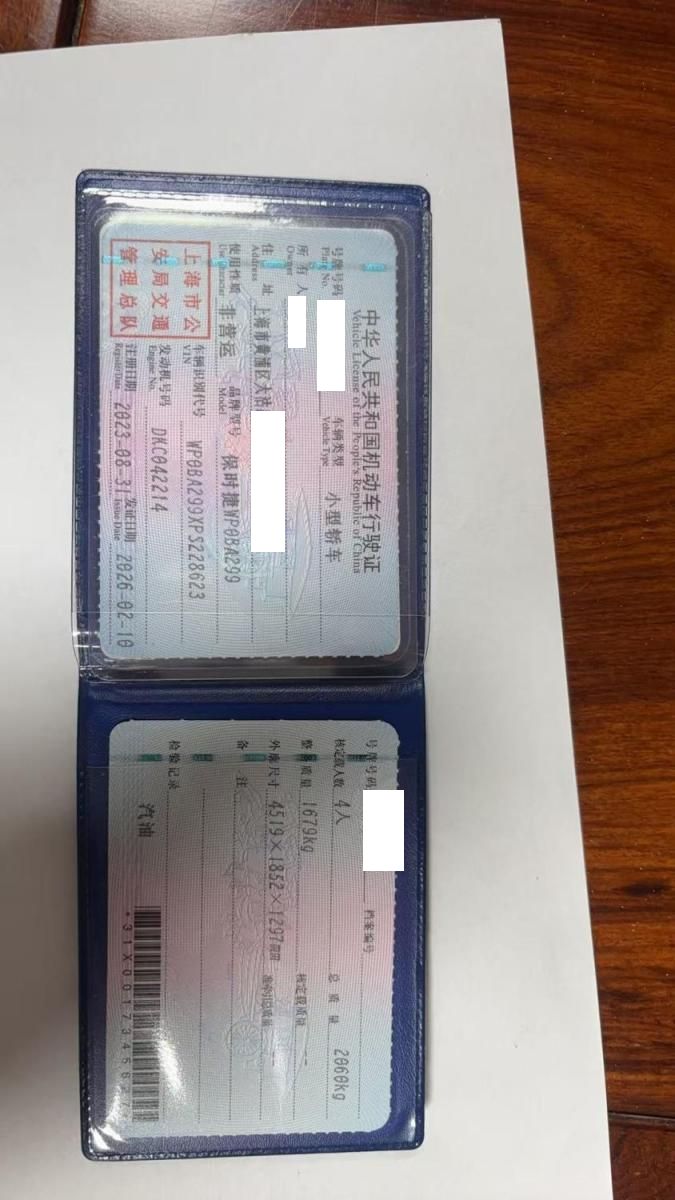 中华人民共和国机动车行驶证
Vehicle License of the People's Republic of China
号牌号码 车辆类型 小型轿车
Plate No. Vehicle Type
所有人
Owner
住址 上海市黄浦区大沽
Address
使用性质 非营运 品牌型号 保时捷WP0BA299
Use Character Model
上海市公
安局交通
管理总队
车辆识别代号 WP0BA299XPS228623
VIN
发动机号码 DKC042214
Engine No.
注册日期 2023-08-31 发证日期 2026-02-10
Register Date Issue Date
号牌号码 档案编号
核定载人数 4人 总质量 2060kg
整备质量 1679kg 核定载质量 --
外廓尺寸 4519×1852×1297mm 准牵引总质量 --
备注
检验记录
汽油